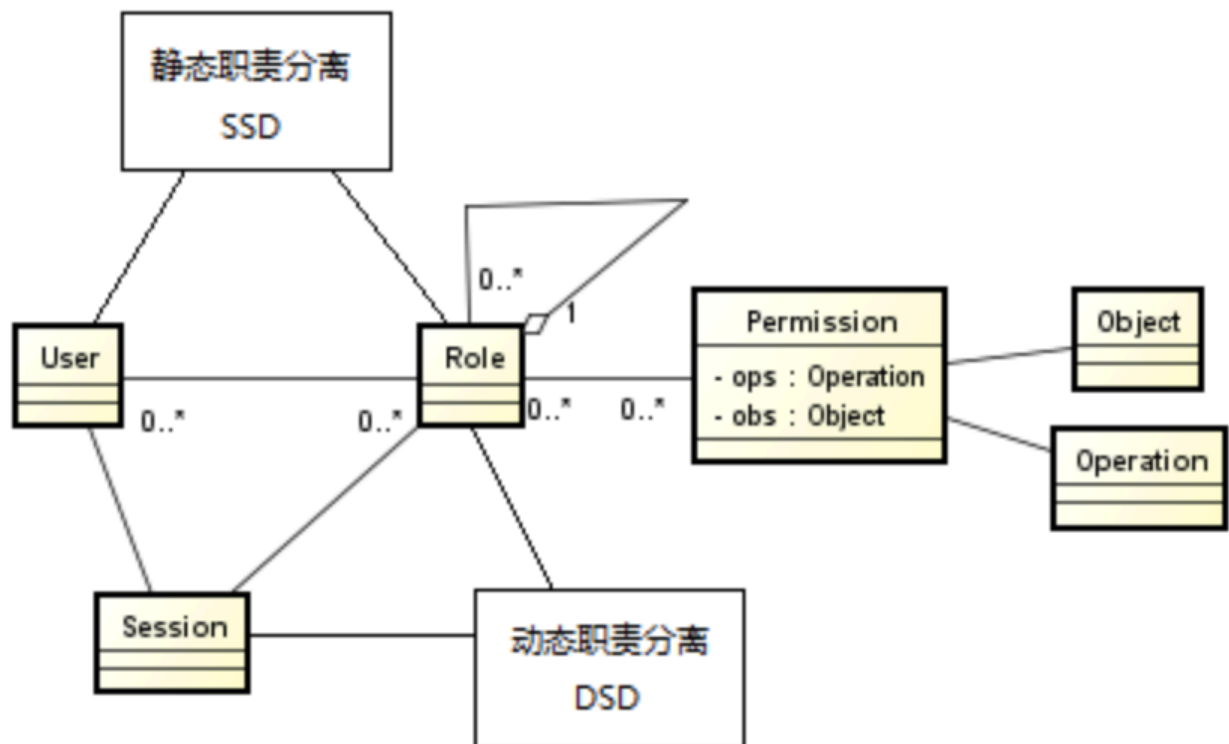 静态职责分离
SSD
0..*
1
User
Role
Permission
- ops : Operation
- obs : Object
Object
Operation
0..*
0..*
0..*
0..*
Session
动态职责分离
DSD